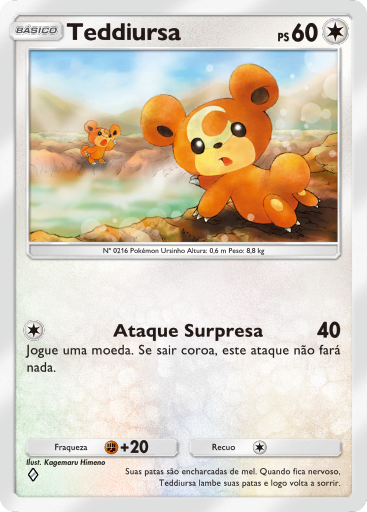 BÁSICO Teddiursa PS 60
Nº 0216 Pokémon Ursinho Altura: 0,6 m Peso: 8,8 kg
Ataque Surpresa 40
Jogue uma moeda. Se sair coroa, este ataque não fará
nada.
Fraqueza +20 Recuo
Ilust. Kagemaru Himeno
Suas patas são encharcadas de mel. Quando fica nervoso,
Teddiursa lambe suas patas e logo volta a sorrir.